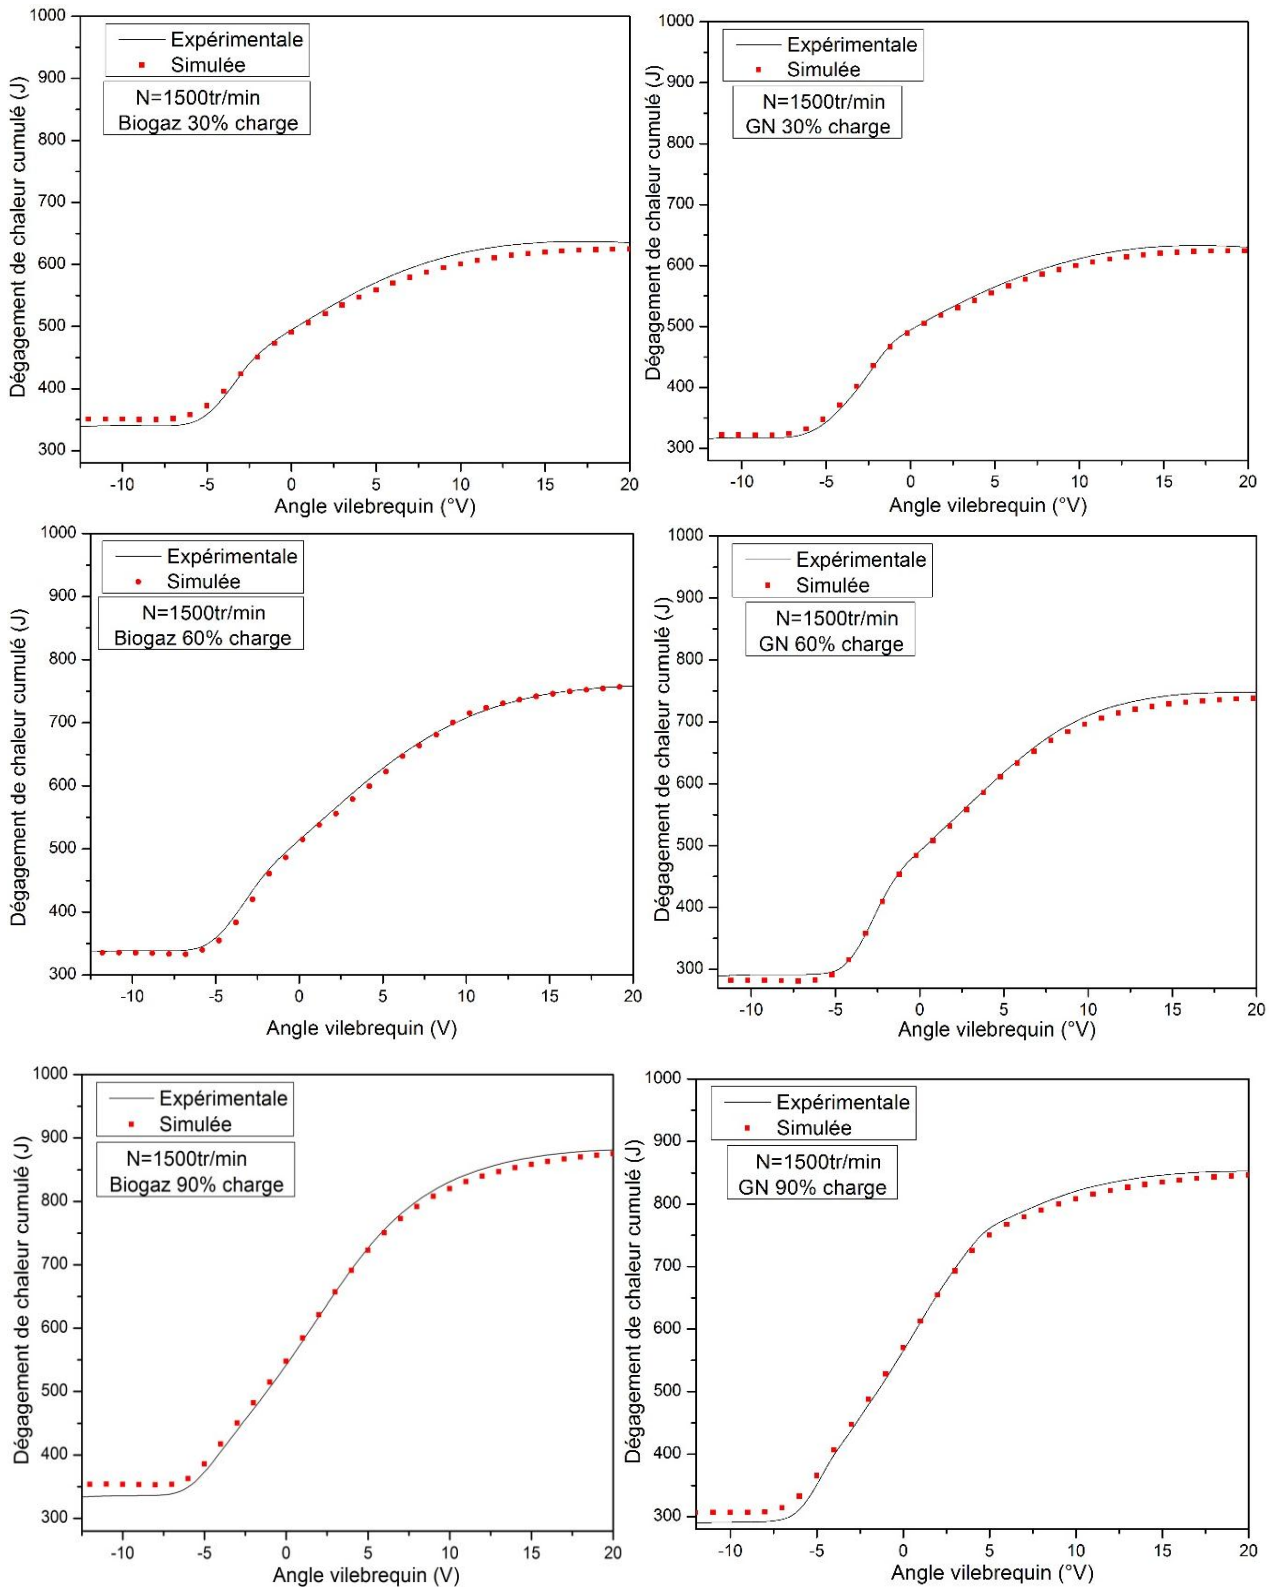 1000
900
800
700
600
500
400
300
Dégagement de chaleur cumulé (J)
Expérimentale
Simulée
N=1500tr/min
Biogaz 30% charge
-10
-5
0
5
10
15
20
Angle vilebrequin (°V)
1000
900
800
700
600
500
400
300
Dégagement de chaleur cumulé (J)
Expérimentale
Simulée
N=1500tr/min
GN 30% charge
-10
-5
0
5
10
15
20
Angle vilebrequin (°V)
1000
900
800
700
600
500
400
300
Dégagement de chaleur cumulé (J)
Expérimentale
Simulée
N=1500tr/min
Biogaz 60% charge
-10
-5
0
5
10
15
20
Angle vilebrequin (V)
1000
900
800
700
600
500
400
300
Dégagement de chaleur cumulé (J)
Expérimentale
Simulée
N=1500tr/min
GN 60% charge
-10
-5
0
5
10
15
20
Angle vilebrequin (°V)
1000
900
800
700
600
500
400
300
Dégagement de chaleur cumulé (J)
Expérimentale
Simulée
N=1500tr/min
Biogaz 90% charge
-10
-5
0
5
10
15
20
Angle vilebrequin (V)
1000
900
800
700
600
500
400
300
Dégagement de chaleur cumulé (J)
Expérimentale
Simulée
N=1500tr/min
GN 90% charge
-10
-5
0
5
10
15
20
Angle vilebrequin (°V)